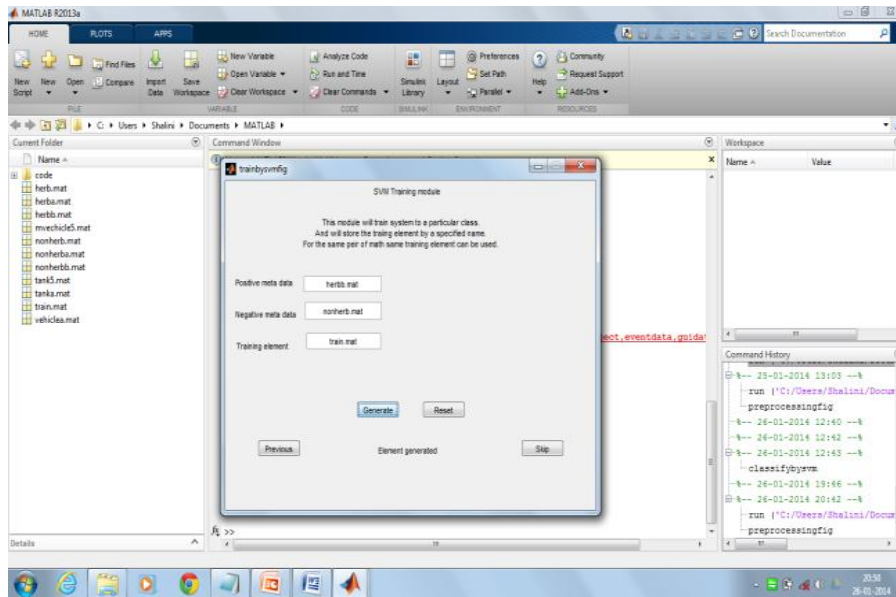 MATLAB R2013a
HOME PLOTS APPS
Search Documentation
New Script
New
Open
Find Files
Compare
Import Data
Save Workspace
New Variable
Open Variable
Clear Workspace
Analyze Code
Run and Time
Clear Commands
Simulink Library
Layout
Preferences
Set Path
Parallel
Help
Community
Request Support
Add-Ons
FILE VARIABLE CODE SIMULINK ENVIRONMENT RESOURCES
C: Users Shalini Documents MATLAB
Current Folder
Name
code
herb.mat
herba.mat
herbb.mat
mvechicle5.mat
nonherb.mat
nonherba.mat
nonherbb.mat
tank5.mat
tanka.mat
train.mat
vehiclea.mat
Details
Command Window
trainbysvmfig
SVM Training module
This module will train system to a particular class.
And will store the traing element by a specified name.
For the same peir of math same training element can be used.
Positive meta data herbb.mat
Negative meta data nonherb.mat
Training element train.mat
Generate Reset
Previous Element generated Skip
ect,eventdata,guida
fx >>
Workspace
Name Value
Command History
%-- 25-01-2014 13:03 --%
run ('C:/Users/Shalini/Docum
preprocessingfig
%-- 26-01-2014 12:40 --%
%-- 26-01-2014 12:42 --%
%-- 26-01-2014 12:43 --%
classifybysvm
%-- 26-01-2014 19:46 --%
%-- 26-01-2014 20:42 --%
run ('C:/Users/Shalini/Docum
preprocessingfig
20:50
26-01-2014